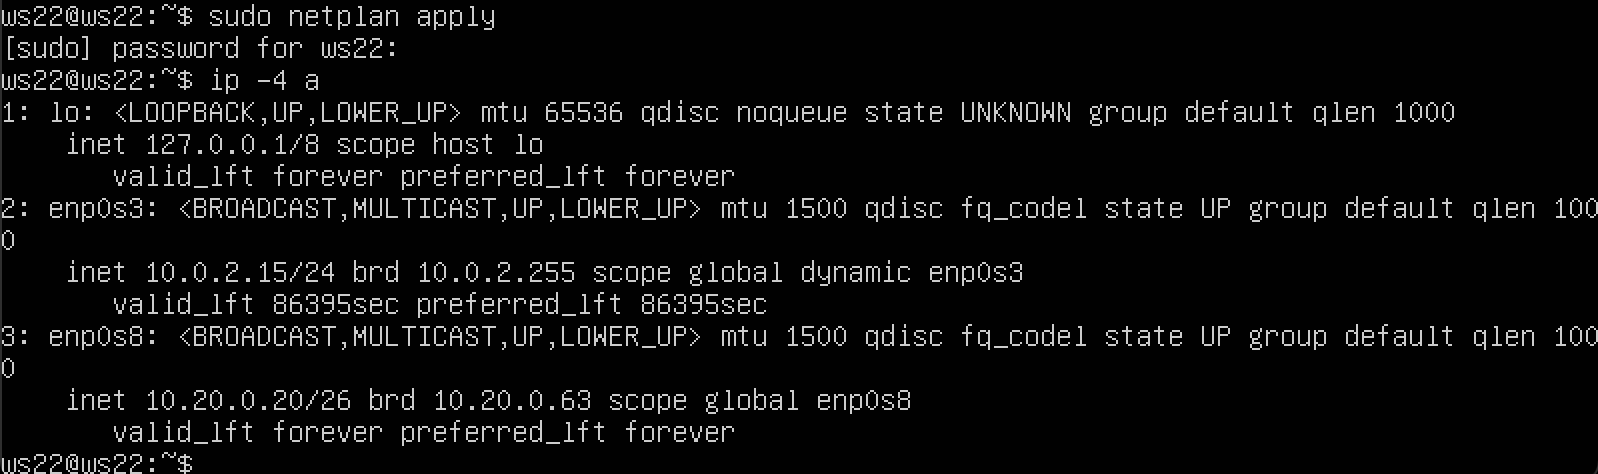 ws22@ws22:~$ sudo netplan apply
[sudo] password for ws22:
ws22@ws22:~$ ip -4 a
1: lo: <LOOPBACK,UP,LOWER_UP> mtu 65536 qdisc noqueue state UNKNOWN group default qlen 1000
    inet 127.0.0.1/8 scope host lo
       valid_lft forever preferred_lft forever
2: enp0s3: <BROADCAST,MULTICAST,UP,LOWER_UP> mtu 1500 qdisc fq_codel state UP group default qlen 100
0
    inet 10.0.2.15/24 brd 10.0.2.255 scope global dynamic enp0s3
       valid_lft 86395sec preferred_lft 86395sec
3: enp0s8: <BROADCAST,MULTICAST,UP,LOWER_UP> mtu 1500 qdisc fq_codel state UP group default qlen 100
0
    inet 10.20.0.20/26 brd 10.20.0.63 scope global enp0s8
       valid_lft forever preferred_lft forever
ws22@ws22:~$